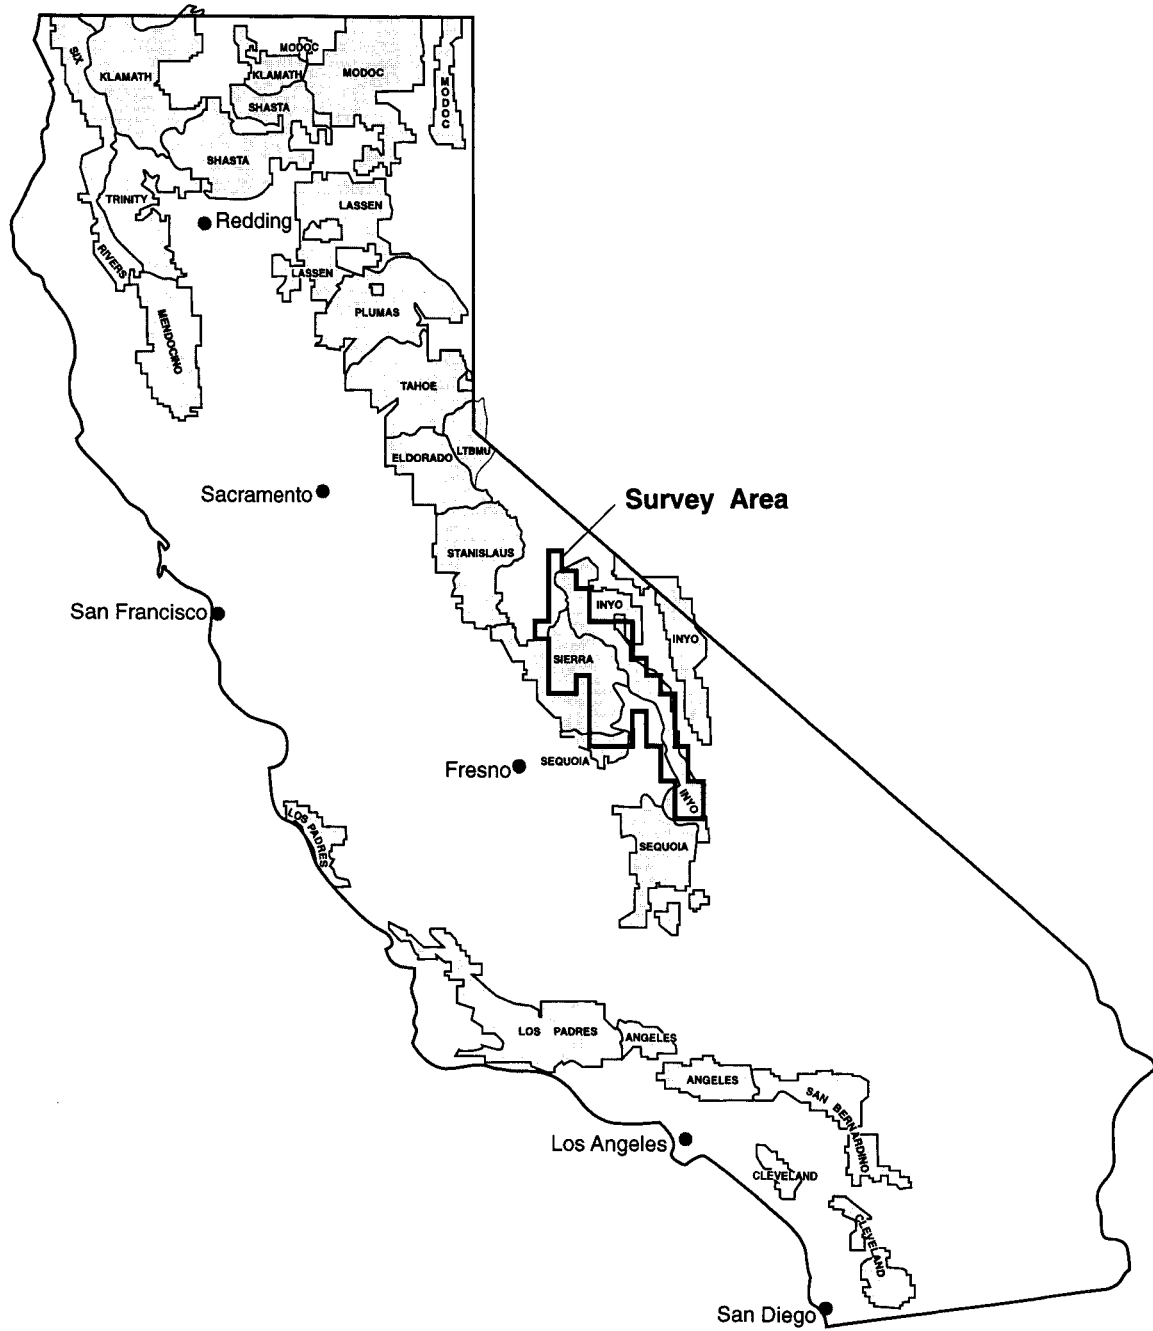 SIX
KLAMATH
MODOC
KLAMATH
MODOC
MODOC
SHASTA
SHASTA
TRINITY
LASSEN
Redding
RIVERS
LASSEN
MENDOCINO
PLUMAS
TAHOE
ELDORADO
LTBMU
Sacramento
Survey Area
STANISLAUS
San Francisco
INYO
INYO
SIERRA
SEQUOIA
Fresno
INYO
LOS PADRES
SEQUOIA
LOS PADRES
ANGELES
ANGELES
SAN BERNARDINO
Los Angeles
CLEVELAND
CLEVELAND
San Diego